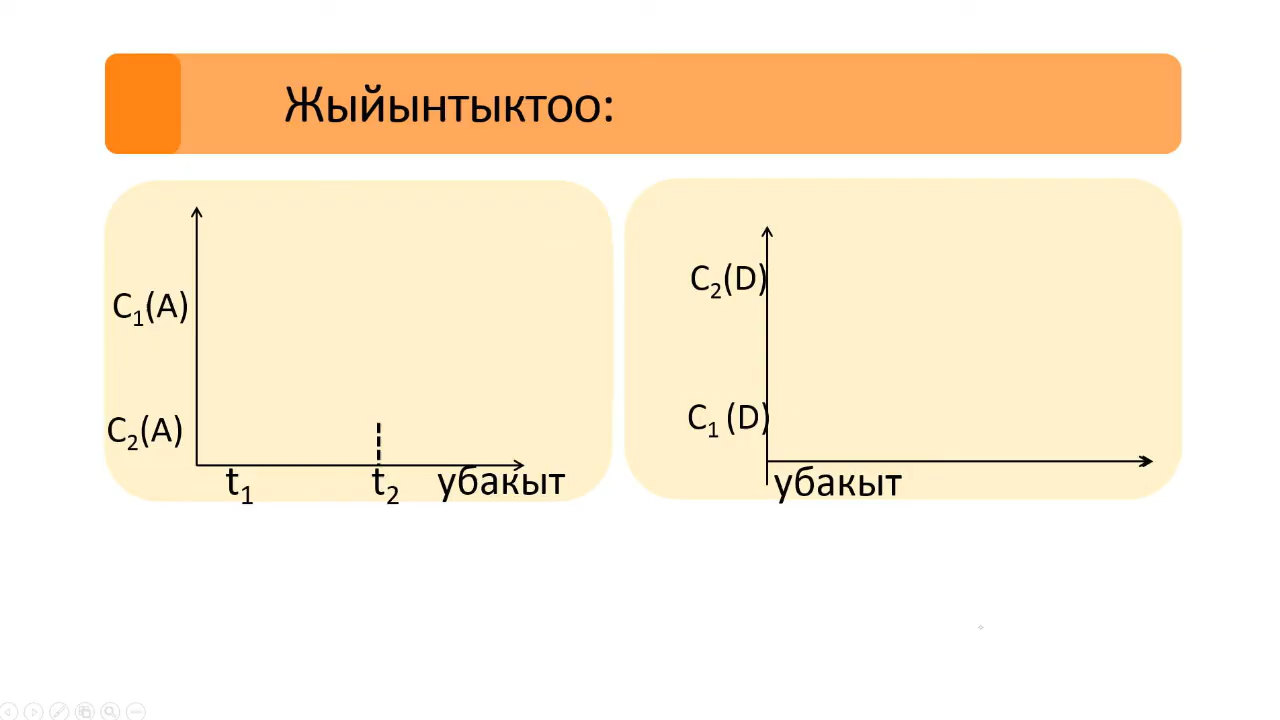 Жыйынтыктоо:
C₁(A)
C₂(A)
t₁ t₂ убакыт
C₂(D)
C₁ (D)
убакыт